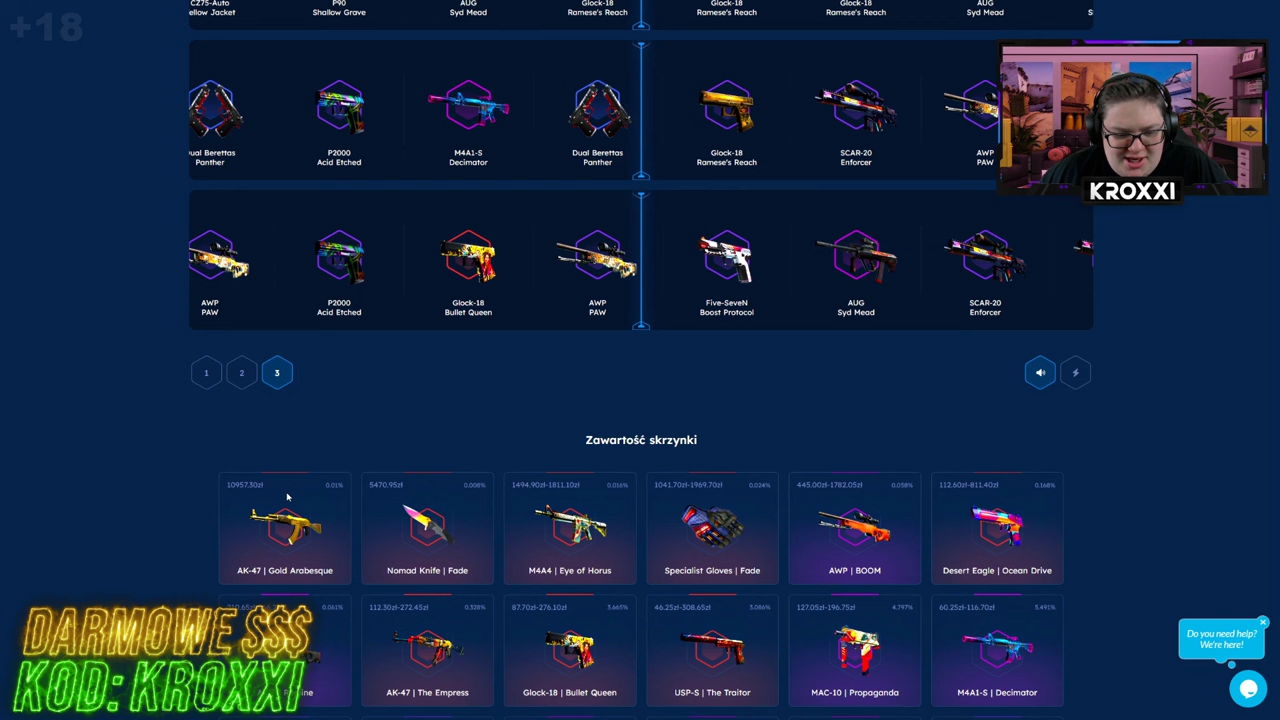 +18
CZ75-Auto
ellow Jacket
P90
Shallow Grave
AUG
Syd Mead
Glock-18
Ramese's Reach
Glock-18
Ramese's Reach
Glock-18
Ramese's Reach
AUG
Syd Mead
Dual Berettas
Panther
P2000
Acid Etched
M4A1-S
Decimator
Dual Berettas
Panther
Glock-18
Ramese's Reach
SCAR-20
Enforcer
AWP
PAW
KROXXI
AWP
PAW
P2000
Acid Etched
Glock-18
Bullet Queen
AWP
PAW
Five-SeveN
Boost Protocol
AUG
Syd Mead
SCAR-20
Enforcer
1
2
3
Zawartość skrzynki
10957.30zł 0.01%
AK-47 | Gold Arabesque
5470.95zł 0.008%
Nomad Knife | Fade
1494.90zł-1811.10zł 0.016%
M4A4 | Eye of Horus
1041.70zł-1969.70zł 0.024%
Specialist Gloves | Fade
445.00zł-1782.05zł 0.038%
AWP | BOOM
112.60zł-811.40zł 0.168%
Desert Eagle | Ocean Drive
0.061%
112.30zł-272.45zł 0.328%
AK-47 | The Empress
87.70zł-276.10zł 3.665%
Glock-18 | Bullet Queen
46.25zł-308.65zł 3.086%
USP-S | The Traitor
127.05zł-196.75zł 4.797%
MAC-10 | Propaganda
60.25zł-116.70zł 5.491%
M4A1-S | Decimator
DARMOWE $$$
KOD: KROXXI
Do you need help?
We're here!